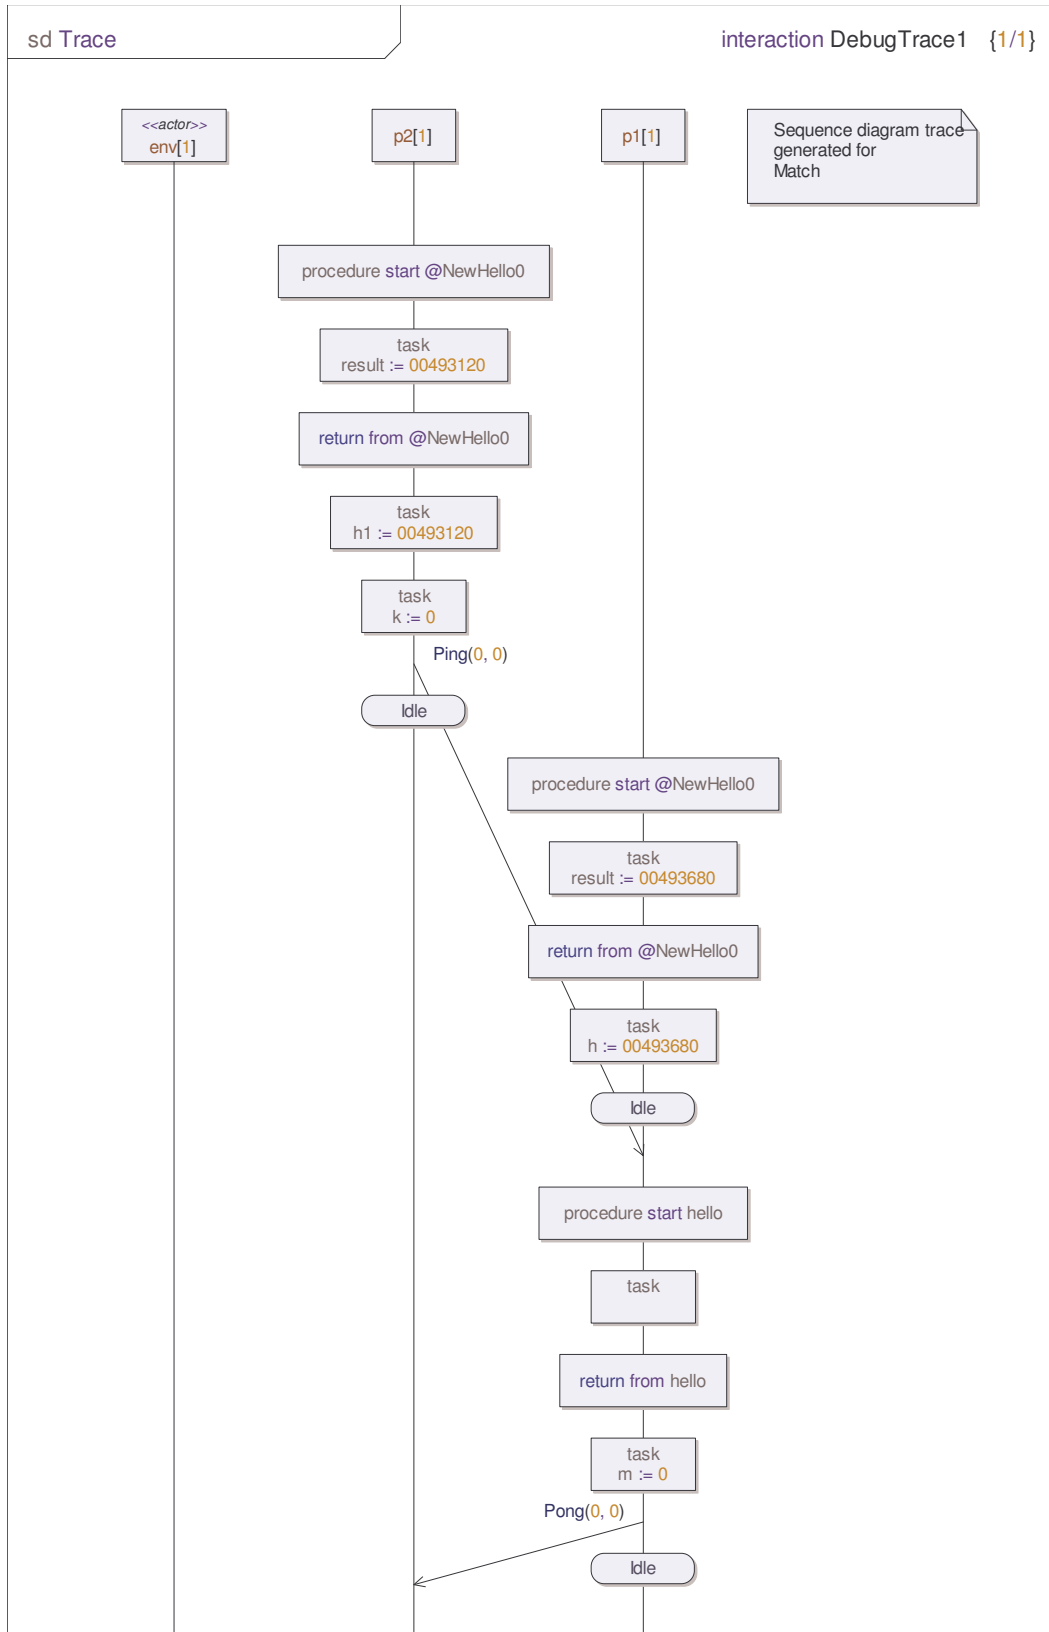 sd Trace
interaction DebugTrace1 {1/1}
<<actor>>
env[1]
p2[1]
p1[1]
Sequence diagram trace
generated for
Match
procedure start @NewHello0
task
result := 00493120
return from @NewHello0
task
h1 := 00493120
task
k := 0
Ping(0, 0)
Idle
procedure start @NewHello0
task
result := 00493680
return from @NewHello0
task
h := 00493680
Idle
procedure start hello
task
return from hello
task
m := 0
Pong(0, 0)
Idle